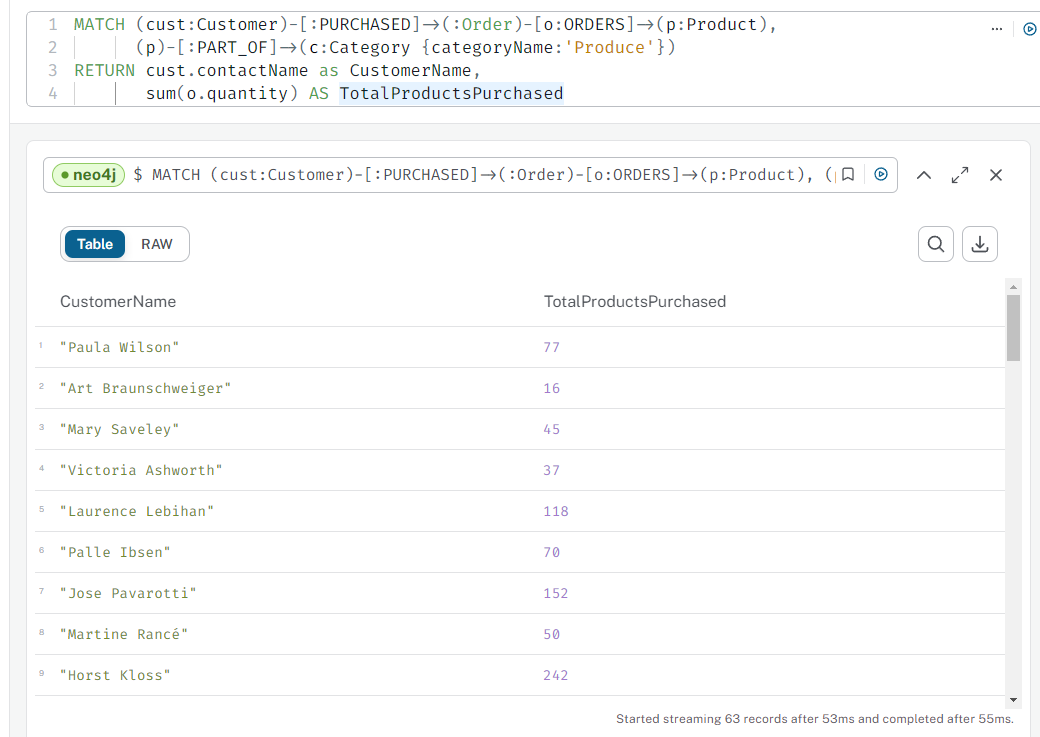 1 MATCH (cust:Customer)-[:PURCHASED]->(:Order)-[o:ORDERS]->(p:Product),
2 (p)-[:PART_OF]->(c:Category {categoryName:'Produce'})
3 RETURN cust.contactName as CustomerName,
4 sum(o.quantity) AS TotalProductsPurchased
neo4j $ MATCH (cust:Customer)-[:PURCHASED]->(:Order)-[o:ORDERS]->(p:Product), (
Table RAW
CustomerName TotalProductsPurchased
1 "Paula Wilson" 77
2 "Art Braunschweiger" 16
3 "Mary Saveley" 45
4 "Victoria Ashworth" 37
5 "Laurence Lebihan" 118
6 "Palle Ibsen" 70
7 "Jose Pavarotti" 152
8 "Martine Rancé" 50
9 "Horst Kloss" 242
Started streaming 63 records after 53ms and completed after 55ms.